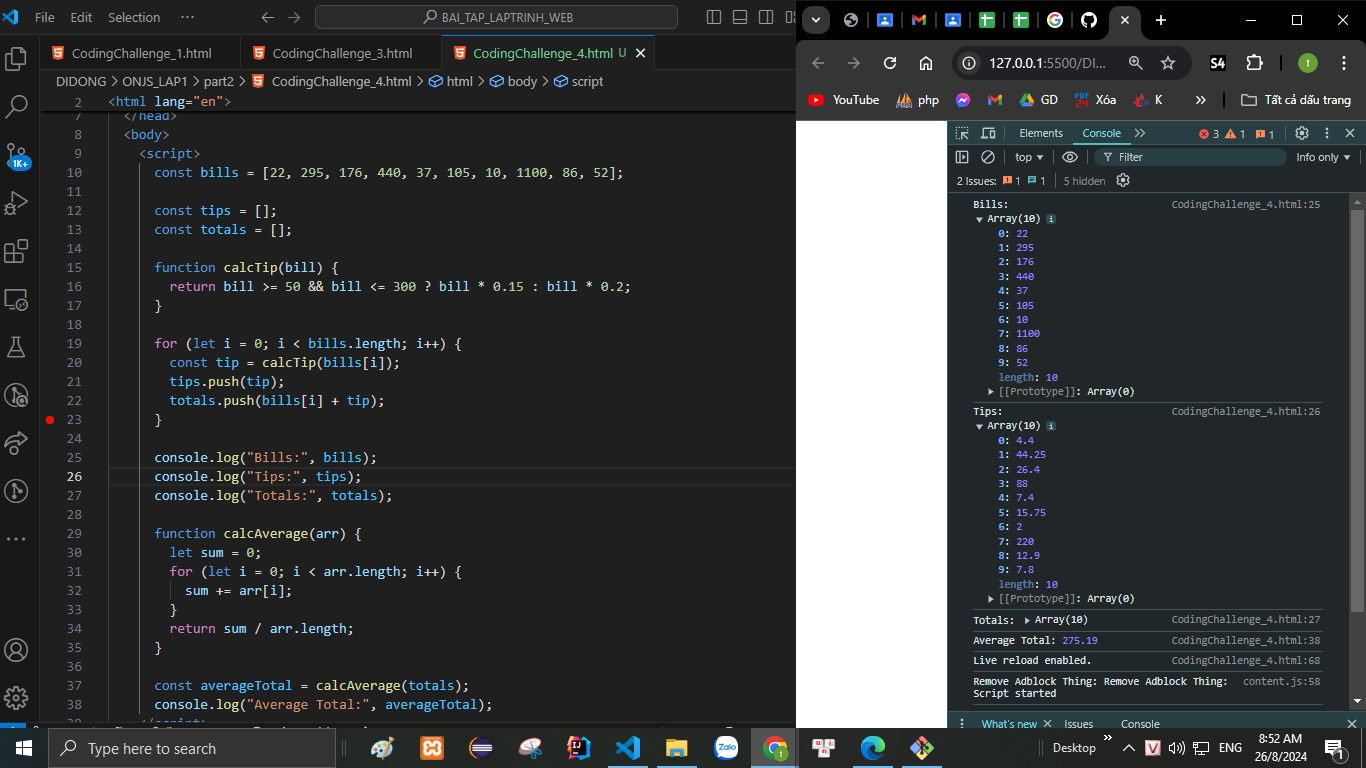 File Edit Selection ··· BAI_TAP_LAPTRINH_WEB
CodingChallenge_1.html CodingChallenge_3.html CodingChallenge_4.html U
DIDONG > ONJS_LAP1 > part2 > CodingChallenge_4.html > html > body > script
2 <html lang="en">
7 </head>
8 <body>
9 <script>
10 const bills = [22, 295, 176, 440, 37, 105, 10, 1100, 86, 52];
11
12 const tips = [];
13 const totals = [];
14
15 function calcTip(bill) {
16 return bill >= 50 && bill <= 300 ? bill * 0.15 : bill * 0.2;
17 }
18
19 for (let i = 0; i < bills.length; i++) {
20 const tip = calcTip(bills[i]);
21 tips.push(tip);
22 totals.push(bills[i] + tip);
23 }
24
25 console.log("Bills:", bills);
26 console.log("Tips:", tips);
27 console.log("Totals:", totals);
28
29 function calcAverage(arr) {
30 let sum = 0;
31 for (let i = 0; i < arr.length; i++) {
32 sum += arr[i];
33 }
34 return sum / arr.length;
35 }
36
37 const averageTotal = calcAverage(totals);
38 console.log("Average Total:", averageTotal);
1K+
127.0.0.1:5500/DI... S4 t
YouTube php GD PDF 24 Xóa K » Tất cả dấu trang
Elements Console » 3 1 1
top Filter Info only
2 Issues: 1 1 5 hidden
Bills: CodingChallenge_4.html:25
Array(10) i
0: 22
1: 295
2: 176
3: 440
4: 37
5: 105
6: 10
7: 1100
8: 86
9: 52
length: 10
[[Prototype]]: Array(0)
Tips: CodingChallenge_4.html:26
Array(10) i
0: 4.4
1: 44.25
2: 26.4
3: 88
4: 7.4
5: 15.75
6: 2
7: 220
8: 12.9
9: 7.8
length: 10
[[Prototype]]: Array(0)
Totals: Array(10) CodingChallenge_4.html:27
Average Total: 275.19 CodingChallenge_4.html:38
Live reload enabled. CodingChallenge_4.html:68
Remove Adblock Thing: Remove Adblock Thing: content.js:58
Script started
What's new Issues Console
Type here to search Zalo Desktop » V ENG 8:52 AM
26/8/2024 1